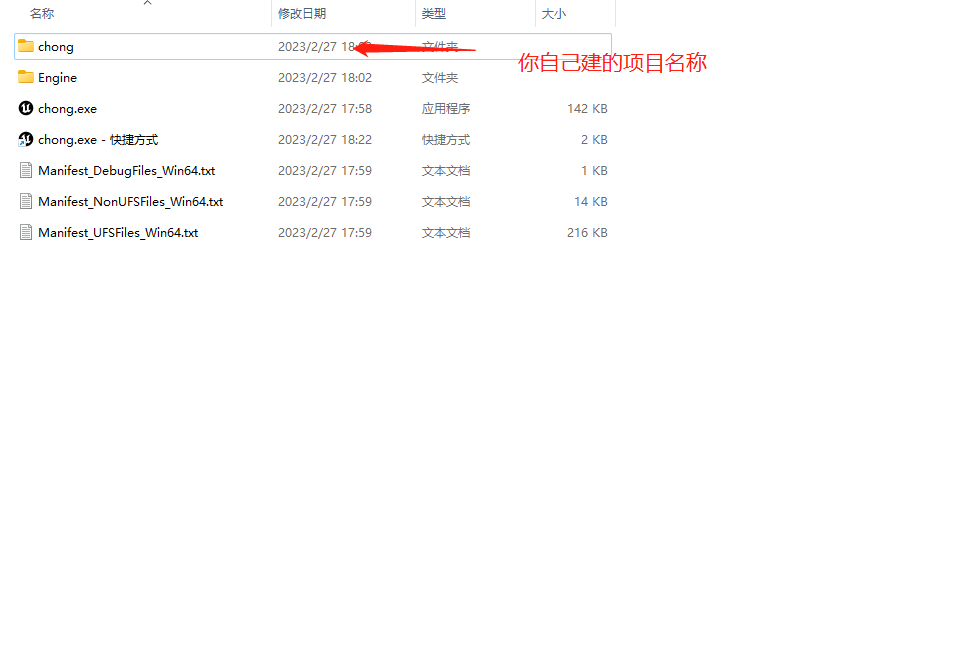 名称 修改日期 类型 大小
chong 2023/2/27 18 文件夹
你自己建的项目名称
Engine 2023/2/27 18:02 文件夹
chong.exe 2023/2/27 17:58 应用程序 142 KB
chong.exe - 快捷方式 2023/2/27 18:22 快捷方式 2 KB
Manifest_DebugFiles_Win64.txt 2023/2/27 17:59 文本文档 1 KB
Manifest_NonUFSFiles_Win64.txt 2023/2/27 17:59 文本文档 14 KB
Manifest_UFSFiles_Win64.txt 2023/2/27 17:59 文本文档 216 KB